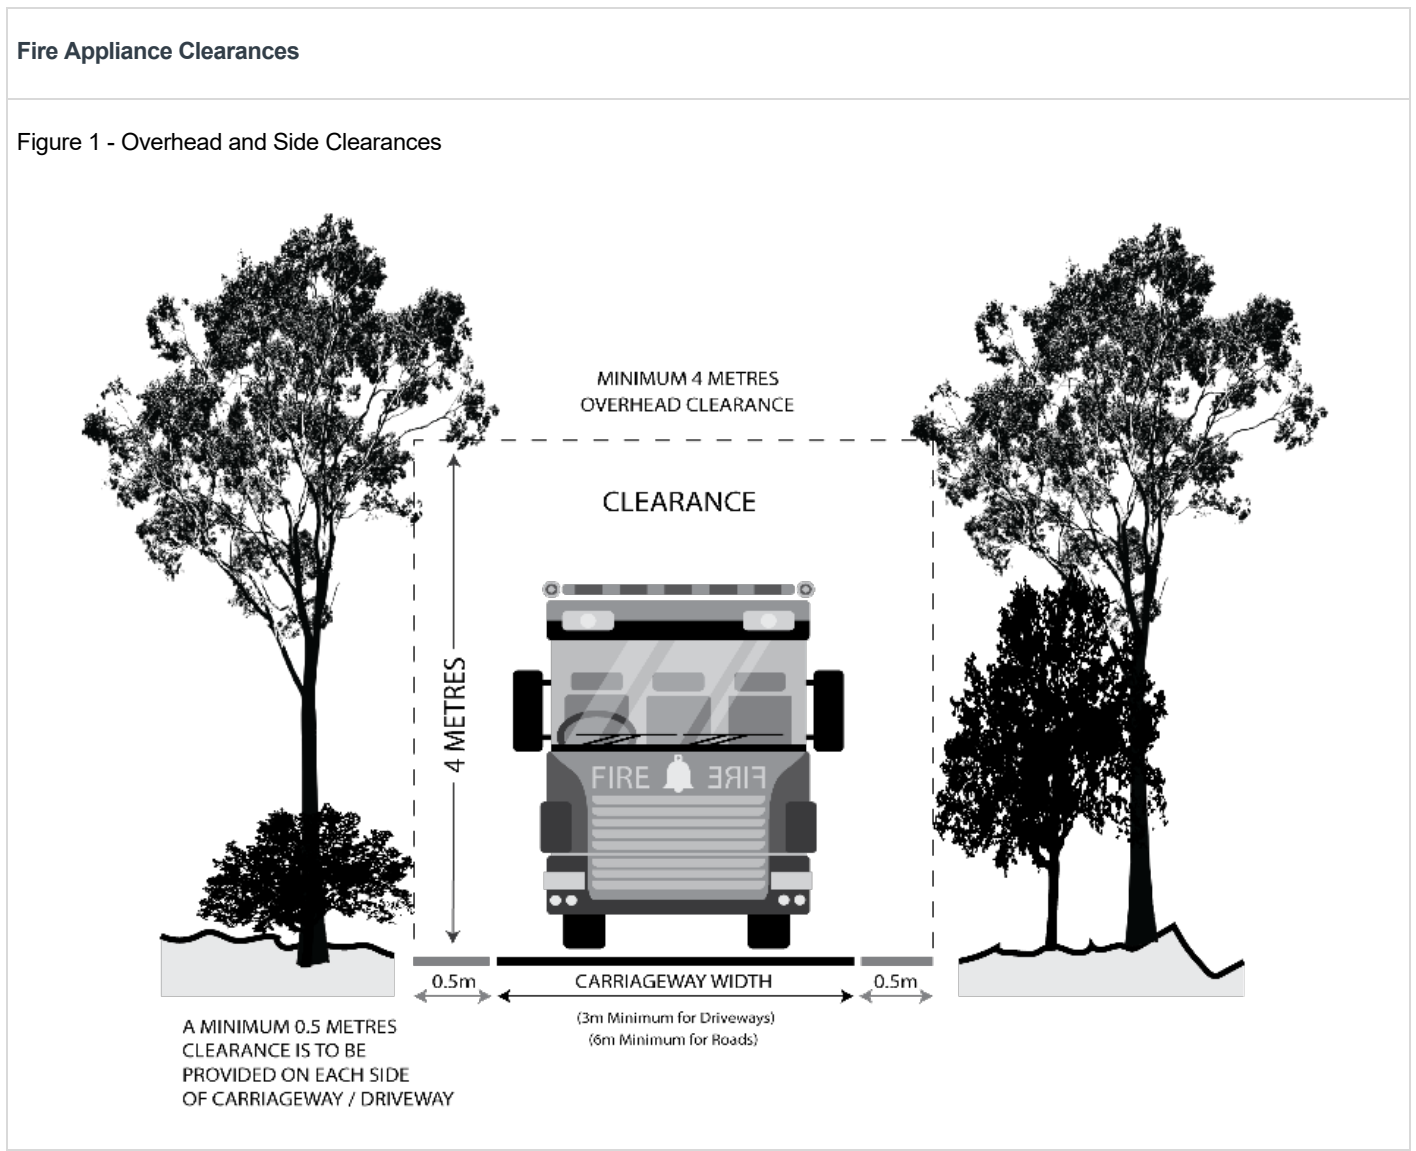 Fire Appliance Clearances
Figure 1 - Overhead and Side Clearances
MINIMUM 4 METRES
OVERHEAD CLEARANCE
CLEARANCE
4 METRES
FIRE FIRE
0.5m
CARRIAGEWAY WIDTH
0.5m
(3m Minimum for Driveways)
(6m Minimum for Roads)
A MINIMUM 0.5 METRES
CLEARANCE IS TO BE
PROVIDED ON EACH SIDE
OF CARRIAGEWAY / DRIVEWAY